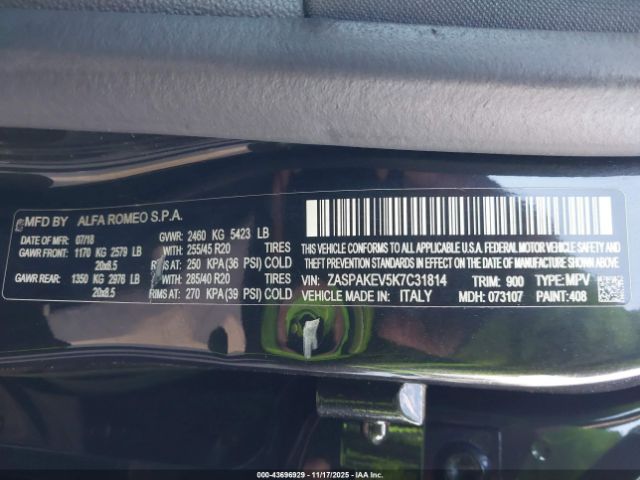 MFD BY ALFA ROMEO S.P.A.
DATE OF MFR: 07/18 GVWR: 2460 KG 5423 LB
GAWR FRONT: 1170 KG 2579 LB WITH: 255/45 R20 TIRES
20x8.5 RIMS AT: 250 KPA (36 PSI) COLD
GAWR REAR: 1350 KG 2976 LB WITH: 285/40 R20 TIRES
20x8.5 RIMS AT: 270 KPA (39 PSI) COLD
THIS VEHICLE CONFORMS TO ALL APPLICABLE U.S.A. FEDERAL MOTOR VEHICLE
SAFETY, BUMPER, AND THEFT PREVENTION STANDARDS IN
EFFECT ON THE DATE OF MANUFACTURE SHOWN ABOVE.
VIN: ZASPAKEV5K7C31814 TRIM: 900 TYPE: MPV
VEHICLE MADE IN: ITALY MDH: 073107 PAINT: 408
000-43696929 - 11/17/2025 - WWW.IAAI.COM